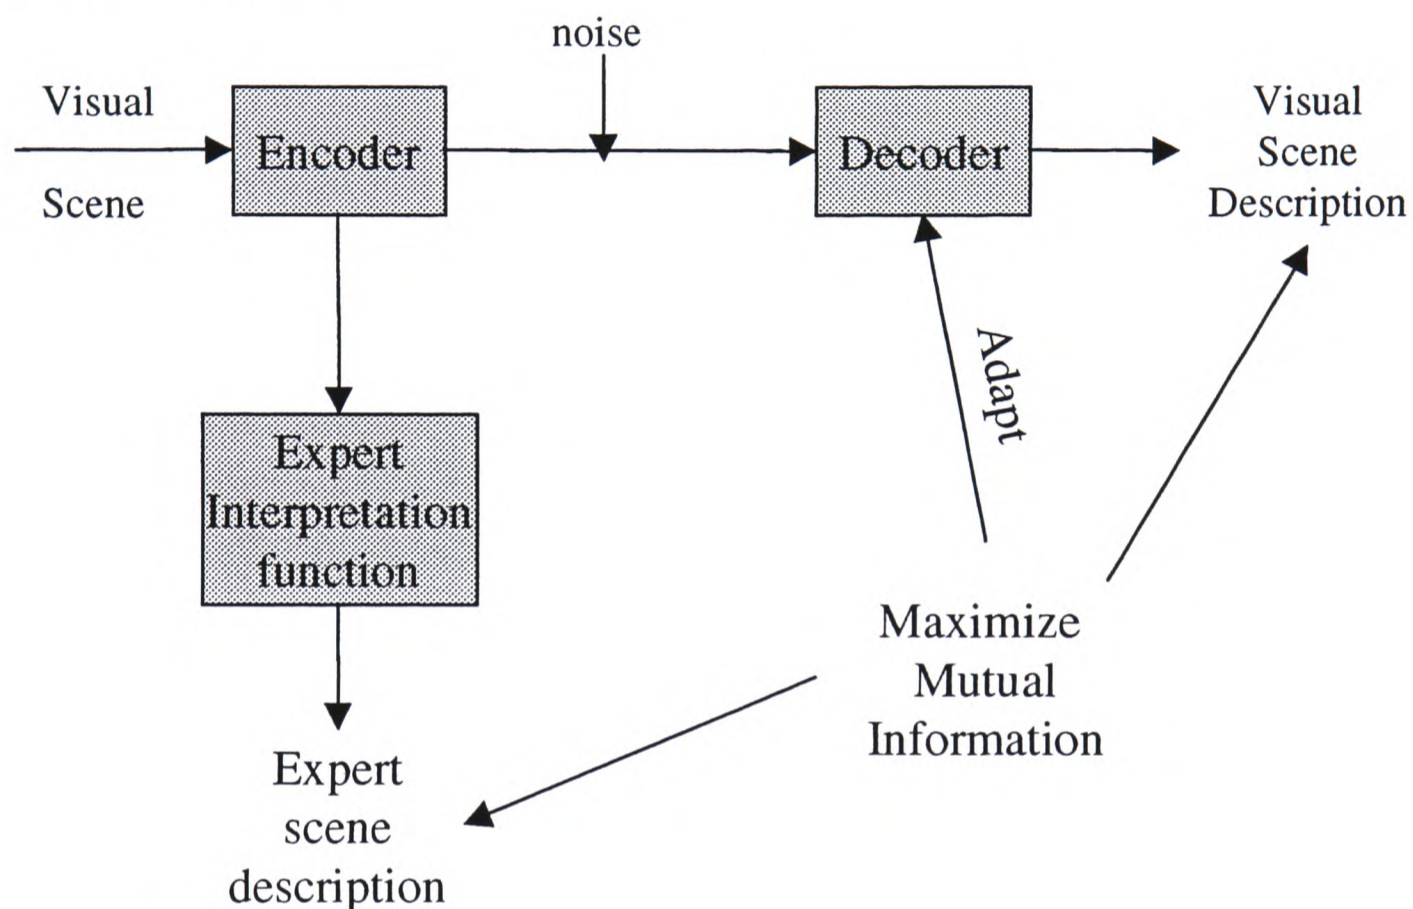 noise
Visual
Scene
Encoder
Decoder
Visual
Scene
Description
Adapt
Expert
Interpretation
function
Maximize
Mutual
Information
Expert
scene
description